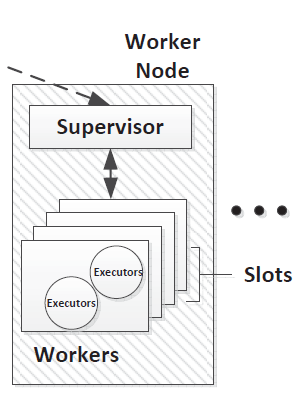 Worker
Node
Supervisor
Executors
Executors
Slots
Workers